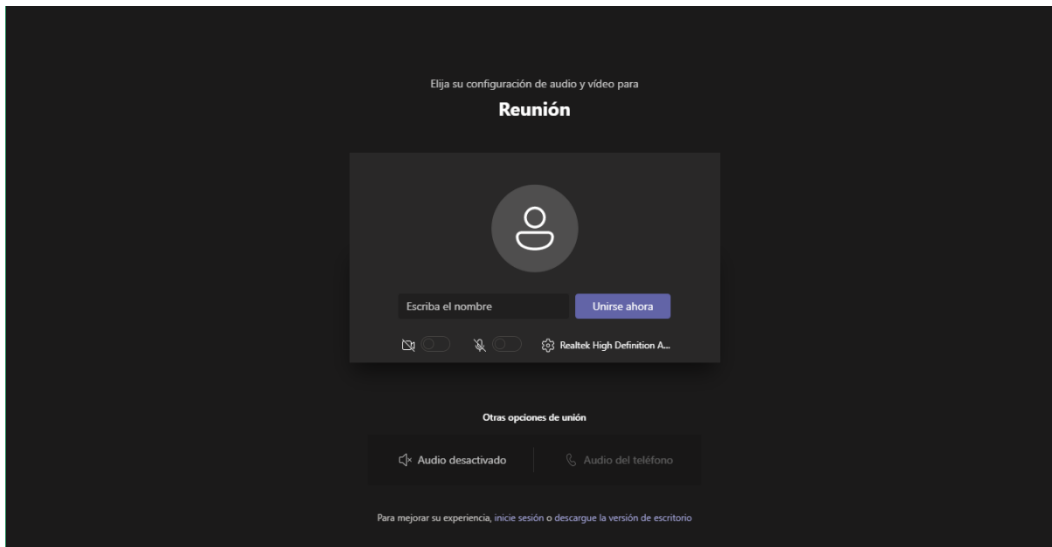 Elija su configuración de audio y vídeo para
Reunión
Escriba el nombre
Unirse ahora
Realtek High Definition A...
Otras opciones de unión
Audio desactivado
Audio del teléfono
Para mejorar su experiencia, inicie sesión o descargue la versión de escritorio